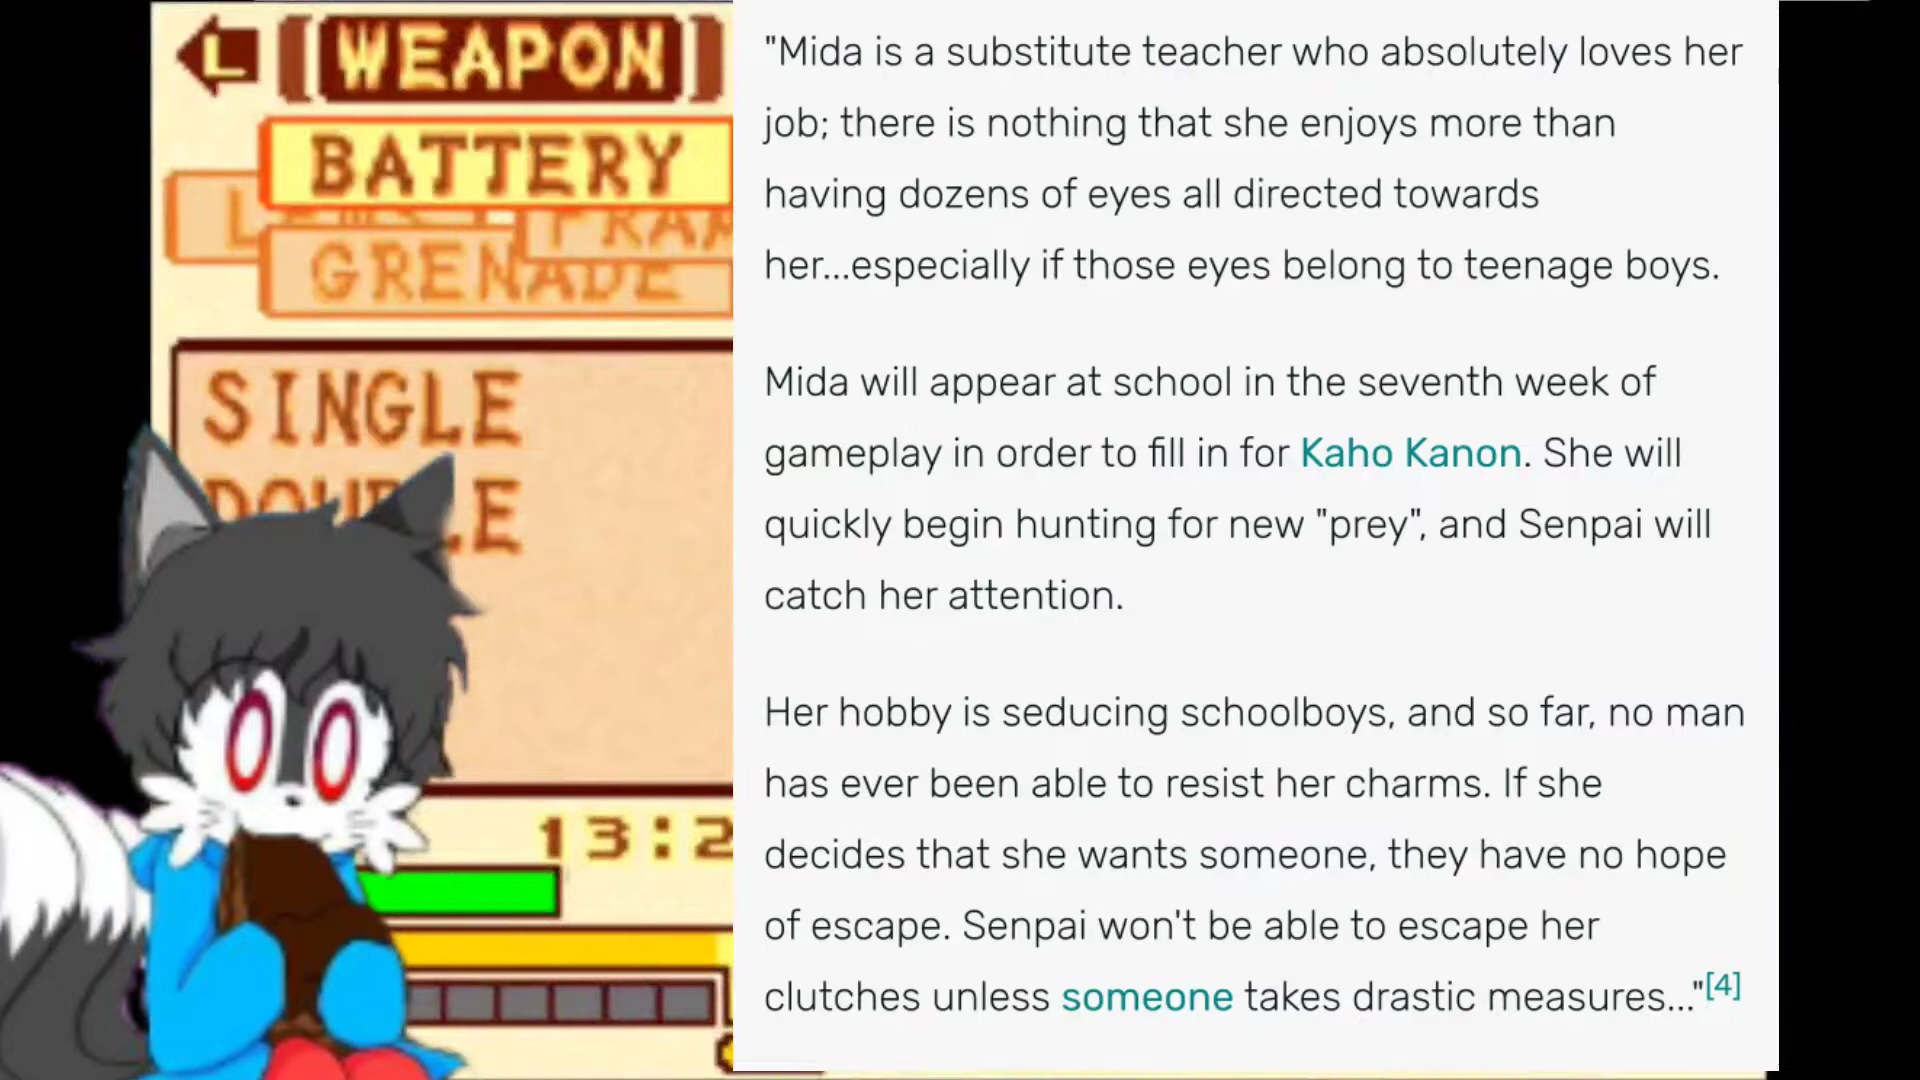 L WEAPON
BATTERY
GRENADE
SINGLE
DOUBLE
13:2
"Mida is a substitute teacher who absolutely loves her
job; there is nothing that she enjoys more than
having dozens of eyes all directed towards
her...especially if those eyes belong to teenage boys.
Mida will appear at school in the seventh week of
gameplay in order to fill in for Kaho Kanon. She will
quickly begin hunting for new "prey", and Senpai will
catch her attention.
Her hobby is seducing schoolboys, and so far, no man
has ever been able to resist her charms. If she
decides that she wants someone, they have no hope
of escape. Senpai won't be able to escape her
clutches unless someone takes drastic measures..."[4]